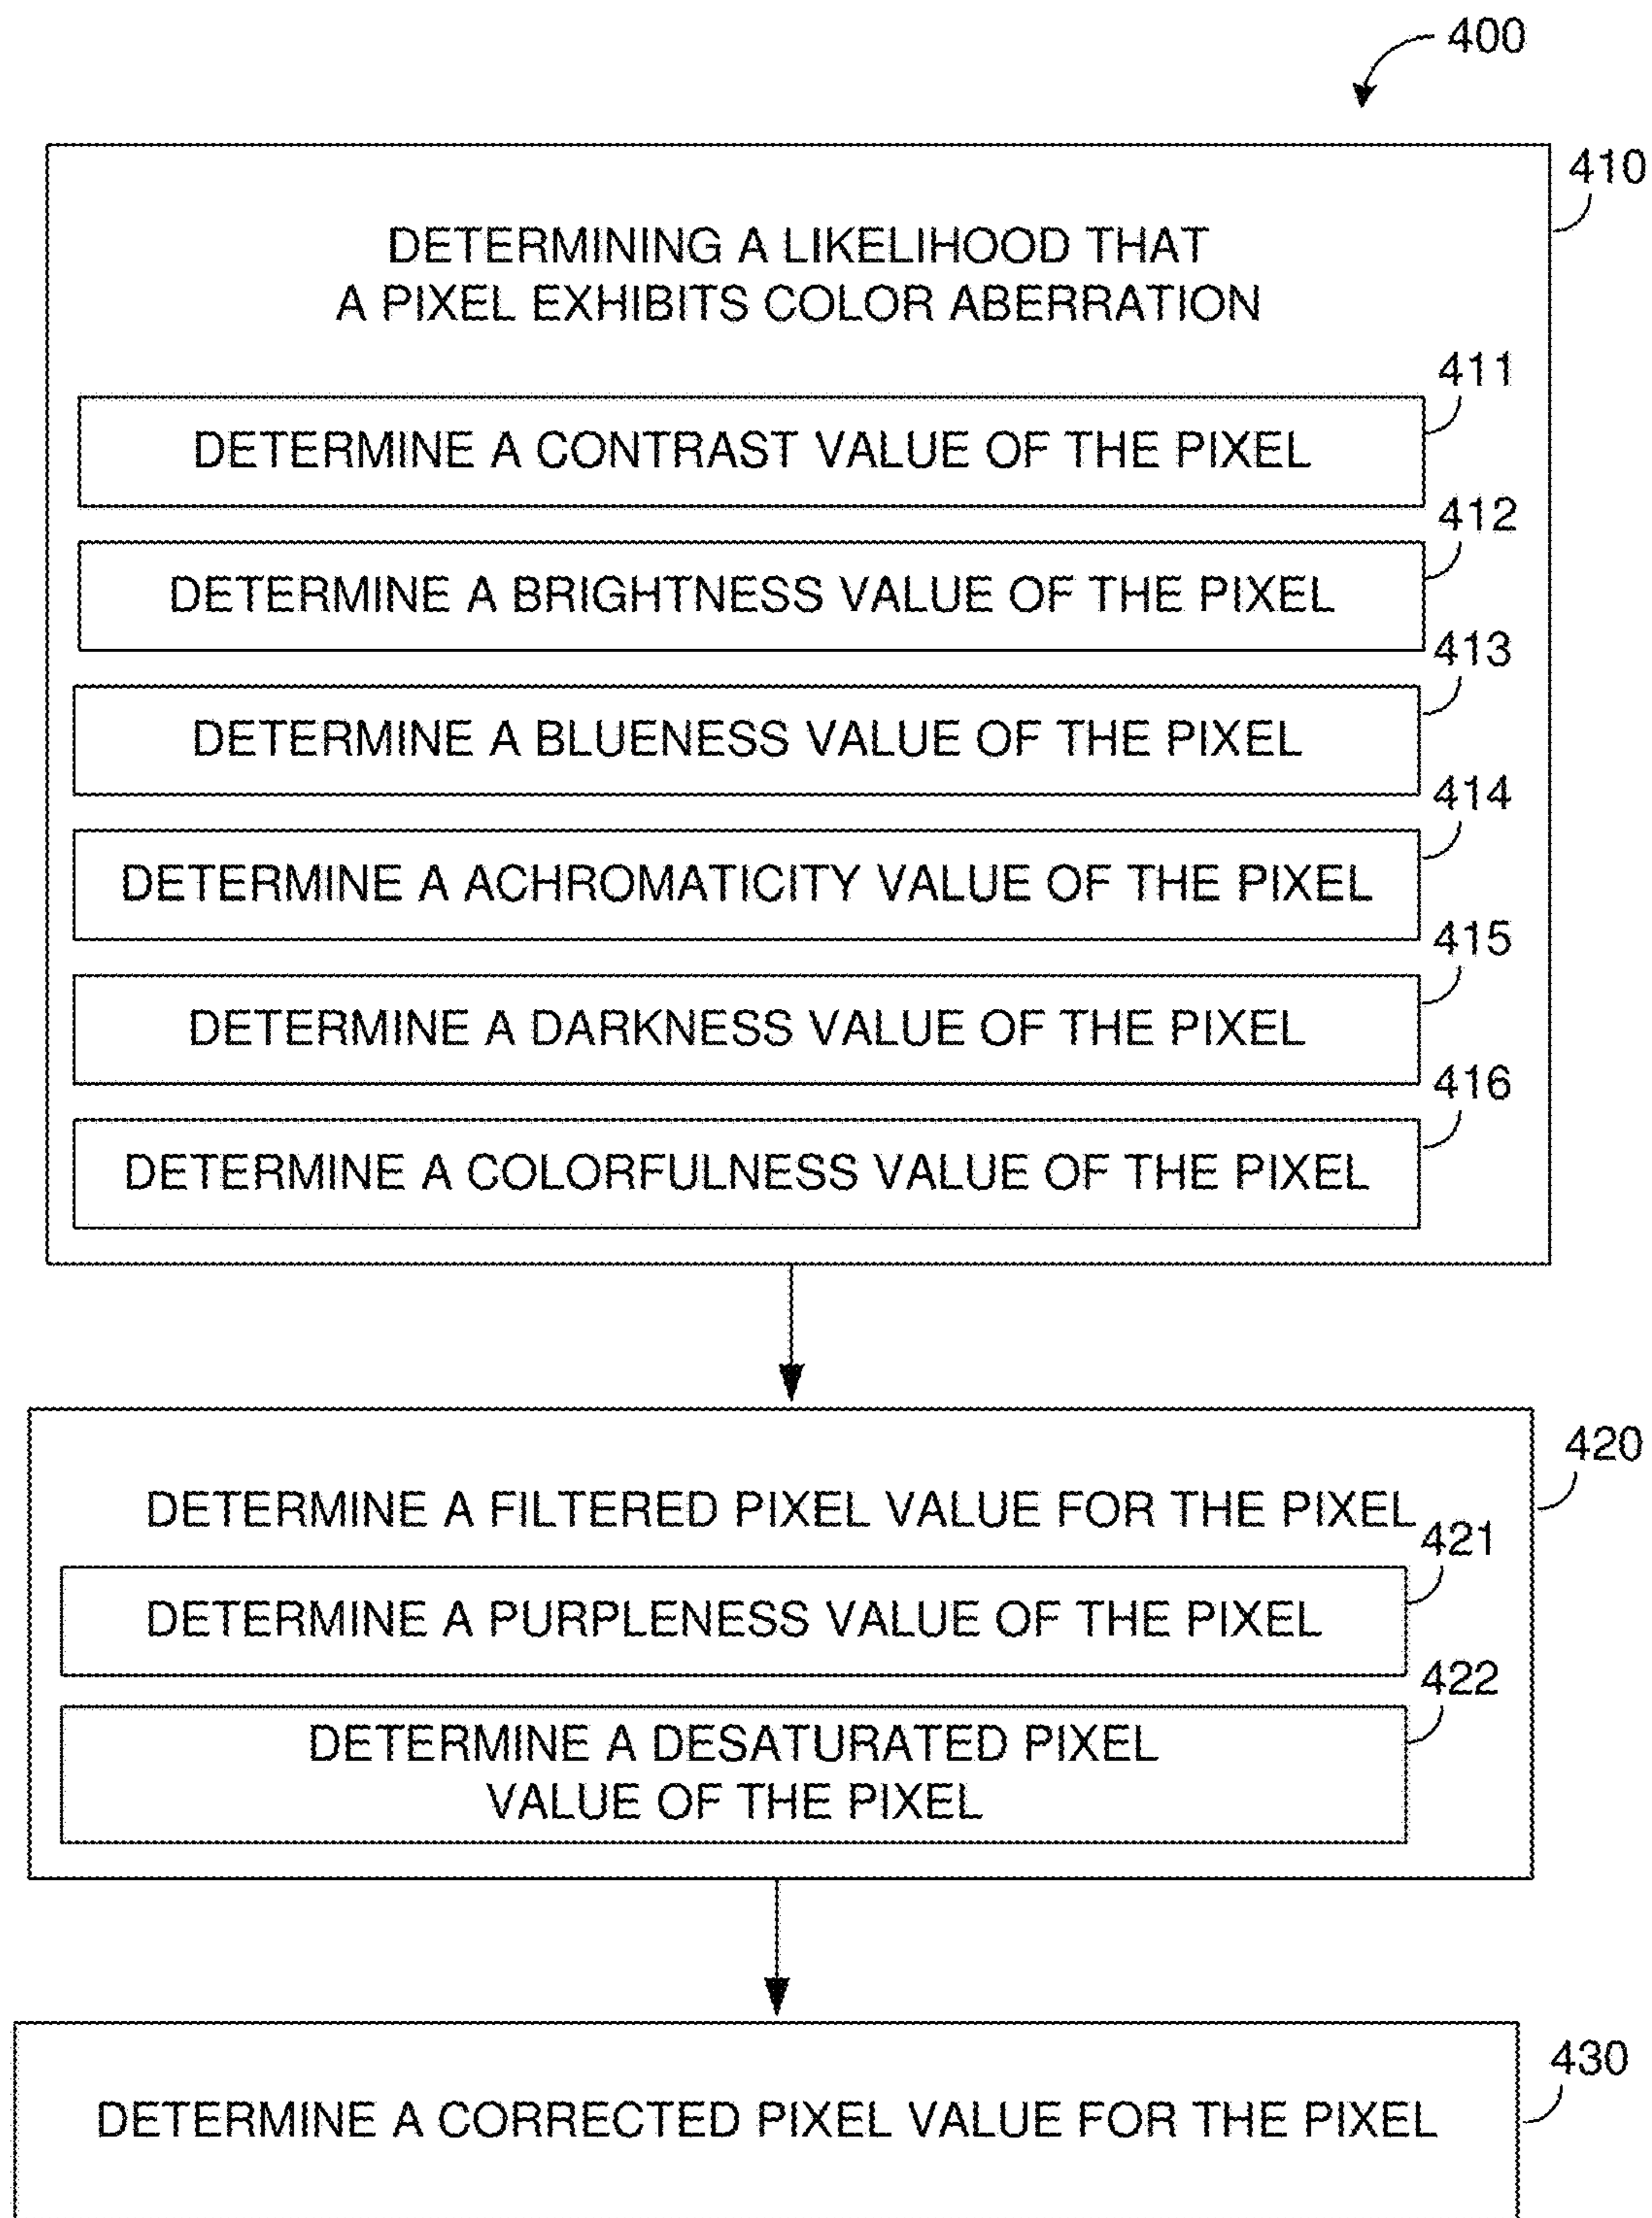 400
410
DETERMINING A LIKELIHOOD THAT
A PIXEL EXHIBITS COLOR ABERRATION
411
DETERMINE A CONTRAST VALUE OF THE PIXEL
412
DETERMINE A BRIGHTNESS VALUE OF THE PIXEL
413
DETERMINE A BLUENESS VALUE OF THE PIXEL
414
DETERMINE A ACHROMATICITY VALUE OF THE PIXEL
415
DETERMINE A DARKNESS VALUE OF THE PIXEL
416
DETERMINE A COLORFULNESS VALUE OF THE PIXEL
420
DETERMINE A FILTERED PIXEL VALUE FOR THE PIXEL
421
DETERMINE A PURPLENESS VALUE OF THE PIXEL
422
DETERMINE A DESATURATED PIXEL
VALUE OF THE PIXEL
430
DETERMINE A CORRECTED PIXEL VALUE FOR THE PIXEL